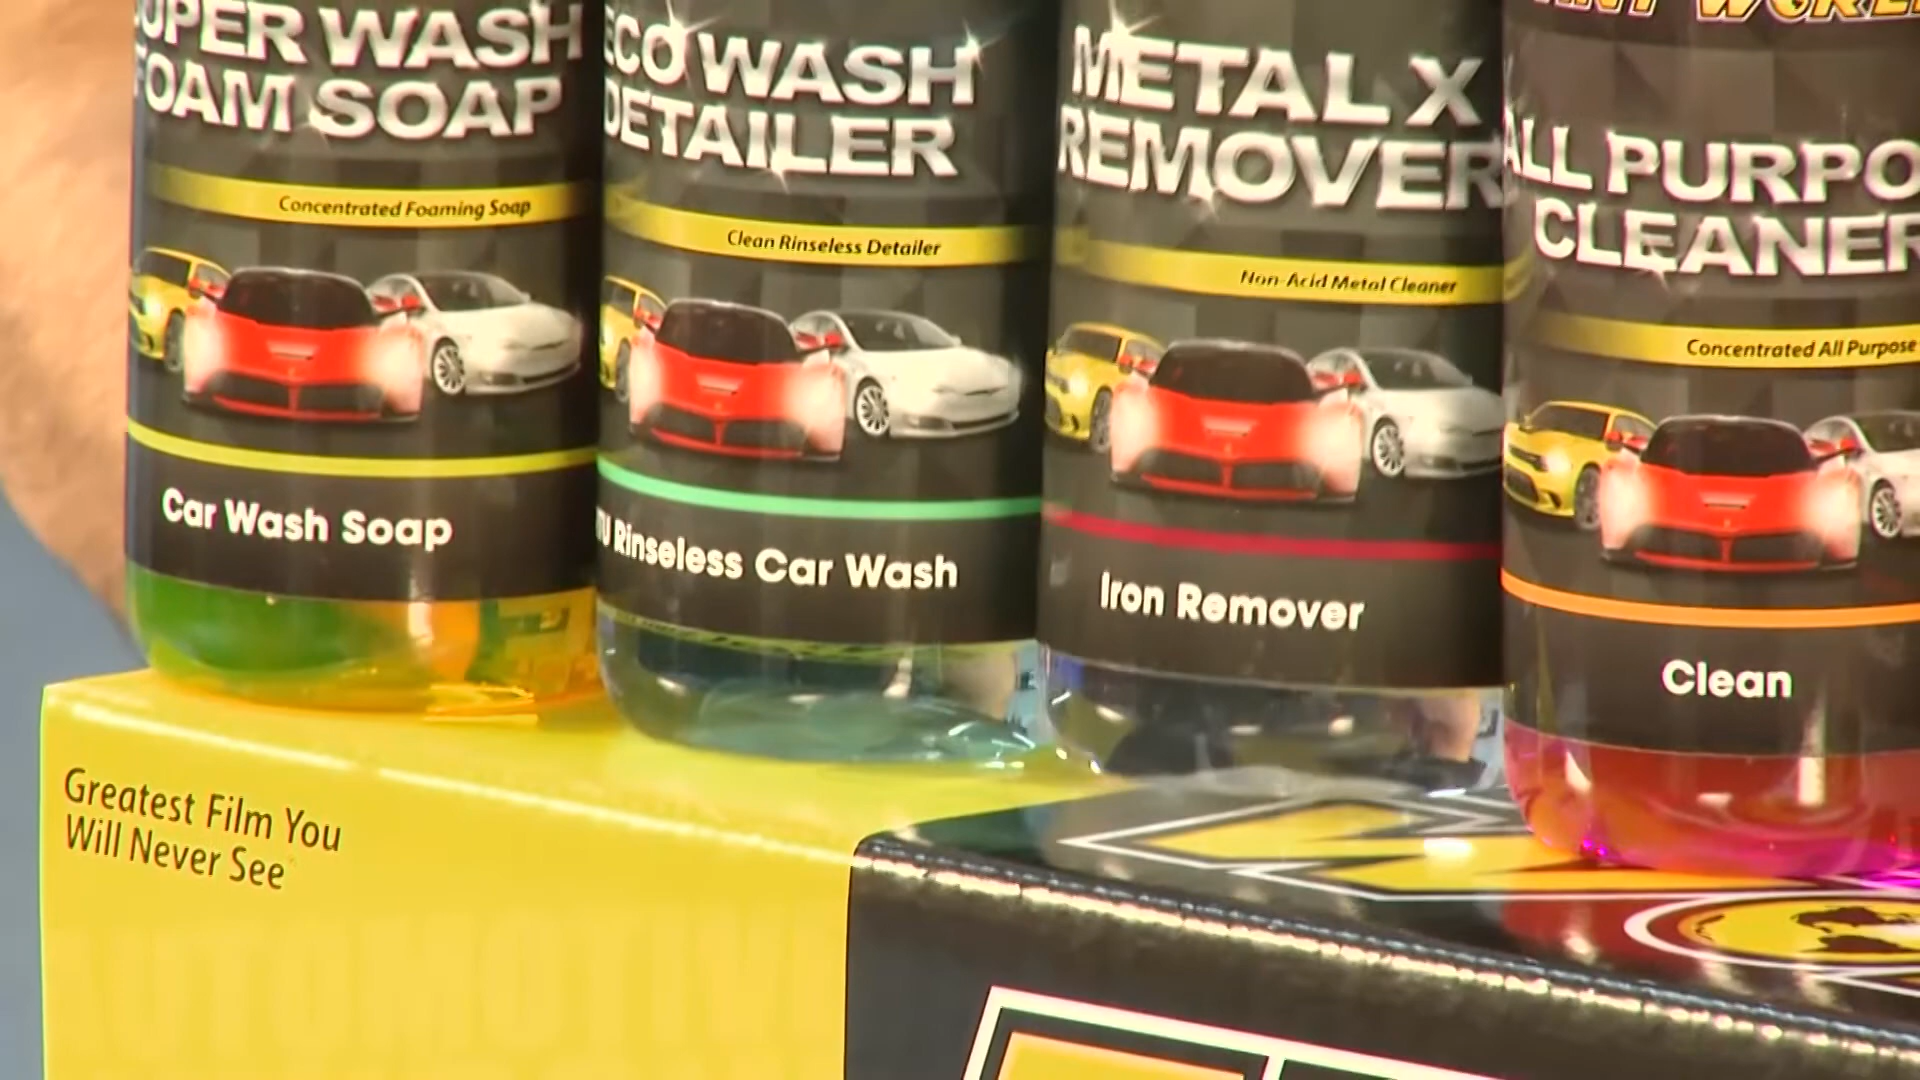 UPER WASH
FOAM SOAP
Concentrated Foaming Soap
Car Wash Soap
ECO WASH
DETAILER
Clean Rinseless Detailer
Rinseless Car Wash
METAL X
REMOVER
Non-Acid Metal Cleaner
Iron Remover
ALL PURPO
CLEANER
Concentrated All Purpose
Clean
Greatest Film You
Will Never See
AUTOMOTIV